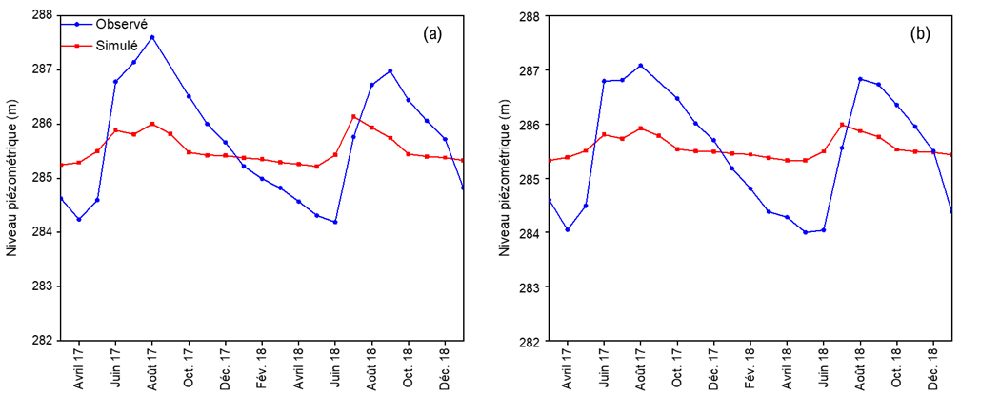 288
Observé
(a)
Simulé
287
286
285
284
283
282
Niveau piézométrique (m)
Avril 17
Juin 17
Août 17
Oct. 17
Déc. 17
Fév. 18
Avril 18
Juin 18
Août 18
Oct. 18
Déc. 18
288
(b)
287
286
285
284
283
282
Niveau piézométrique (m)
Avril 17
Juin 17
Août 17
Oct. 17
Déc. 17
Fév. 18
Avril 18
Juin 18
Août 18
Oct. 18
Déc. 18